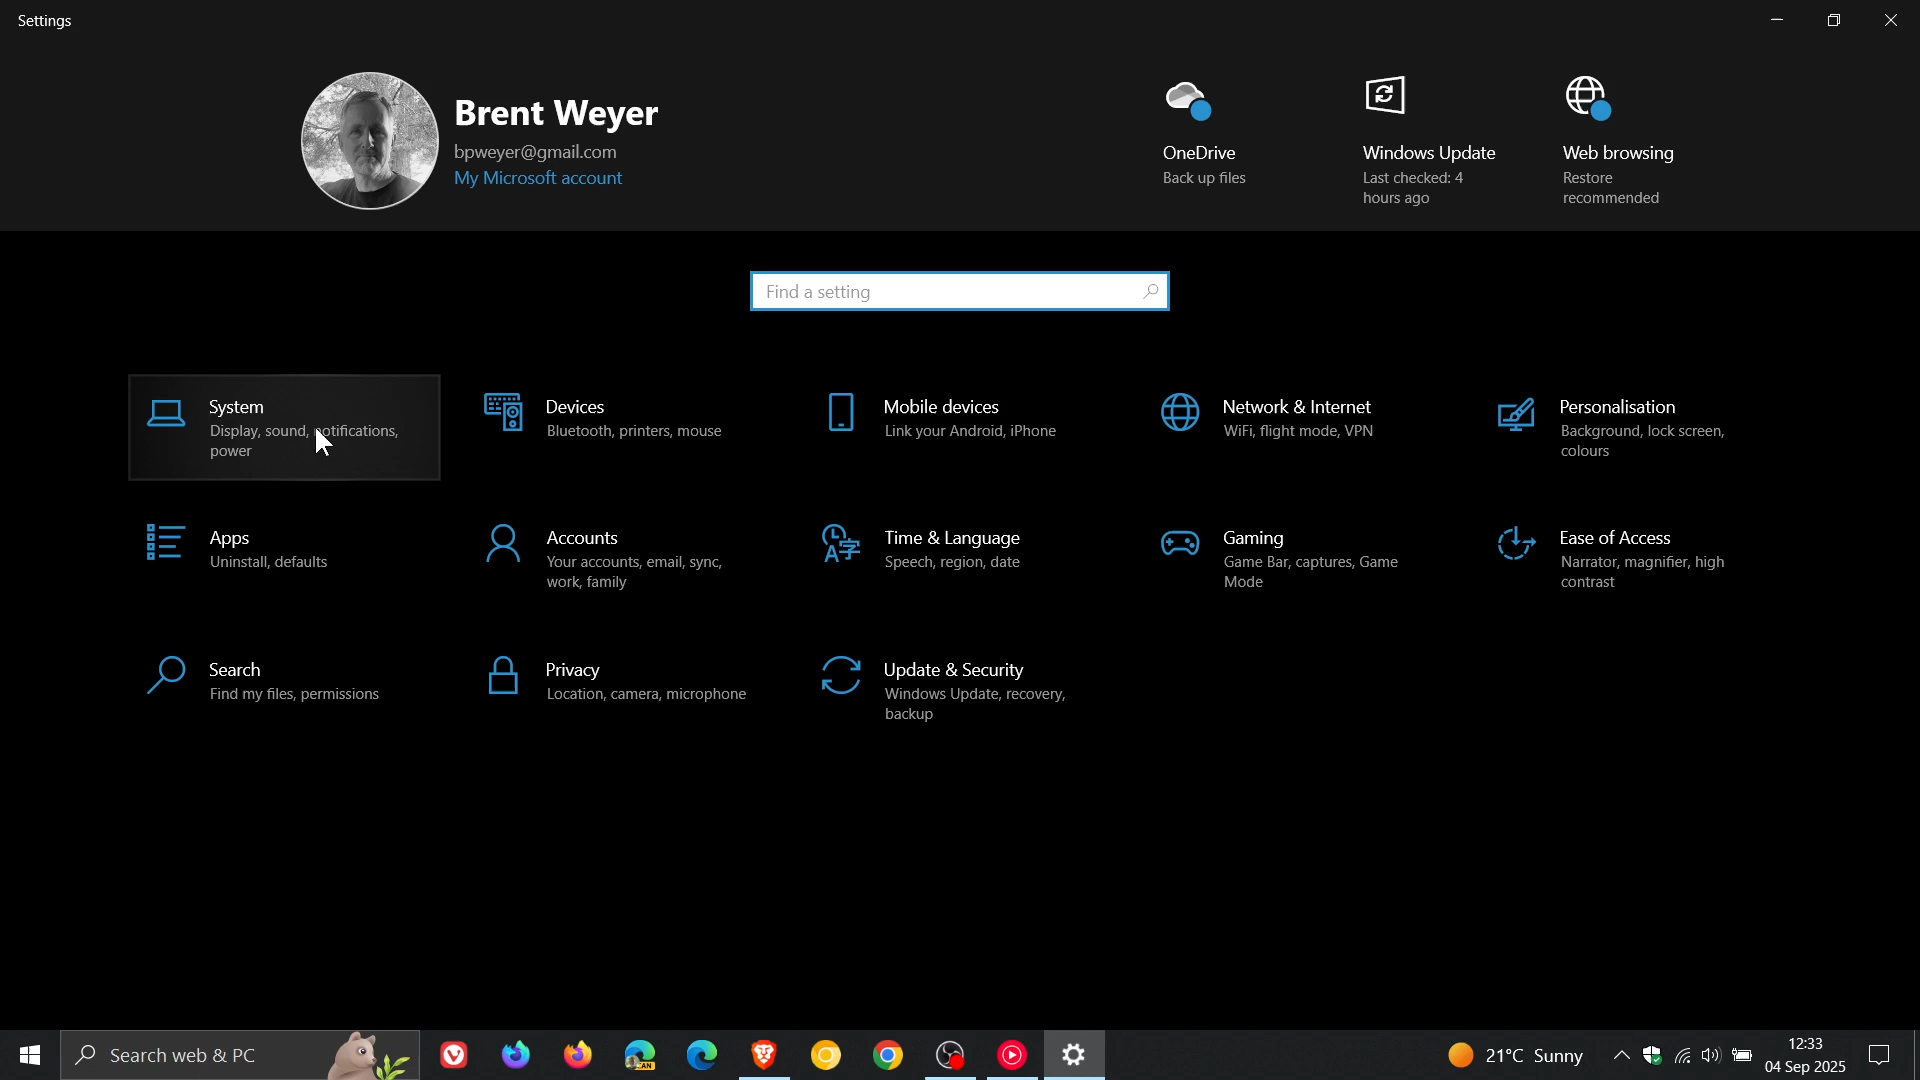 Settings
Brent Weyer
bpweyer@gmail.com
My Microsoft account
OneDrive
Back up files
Windows Update
Last checked: 4
hours ago
Web browsing
Restore
recommended
Find a setting
System
Display, sound, notifications,
power
Devices
Bluetooth, printers, mouse
Mobile devices
Link your Android, iPhone
Network & Internet
WiFi, flight mode, VPN
Personalisation
Background, lock screen,
colours
Apps
Uninstall, defaults
Accounts
Your accounts, email, sync,
work, family
Time & Language
Speech, region, date
Gaming
Game Bar, captures, Game
Mode
Ease of Access
Narrator, magnifier, high
contrast
Search
Find my files, permissions
Privacy
Location, camera, microphone
Update & Security
Windows Update, recovery,
backup
Search web & PC
CAN
21°C Sunny
12:33
04 Sep 2025